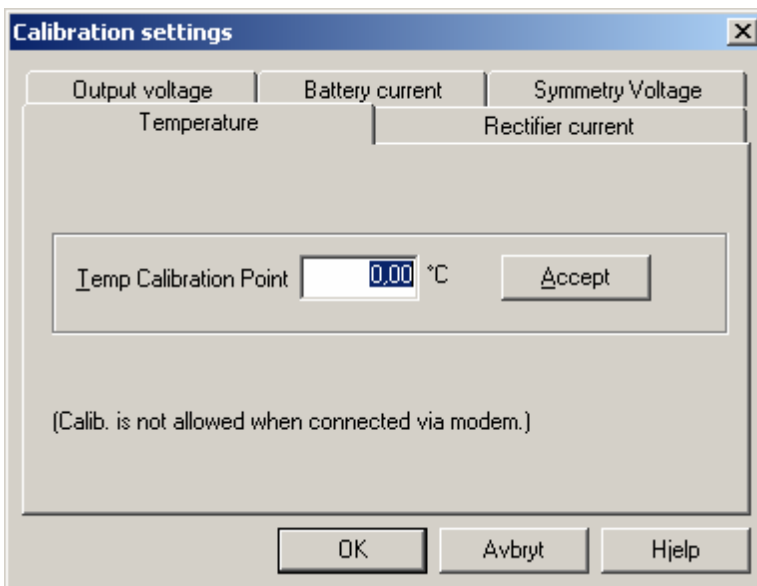 Calibration settings
Output voltage Battery current Symmetry Voltage
Temperature Rectifier current
Temp Calibration Point 0,00 °C Accept
(Calib. is not allowed when connected via modem.)
OK Avbryt Hjelp